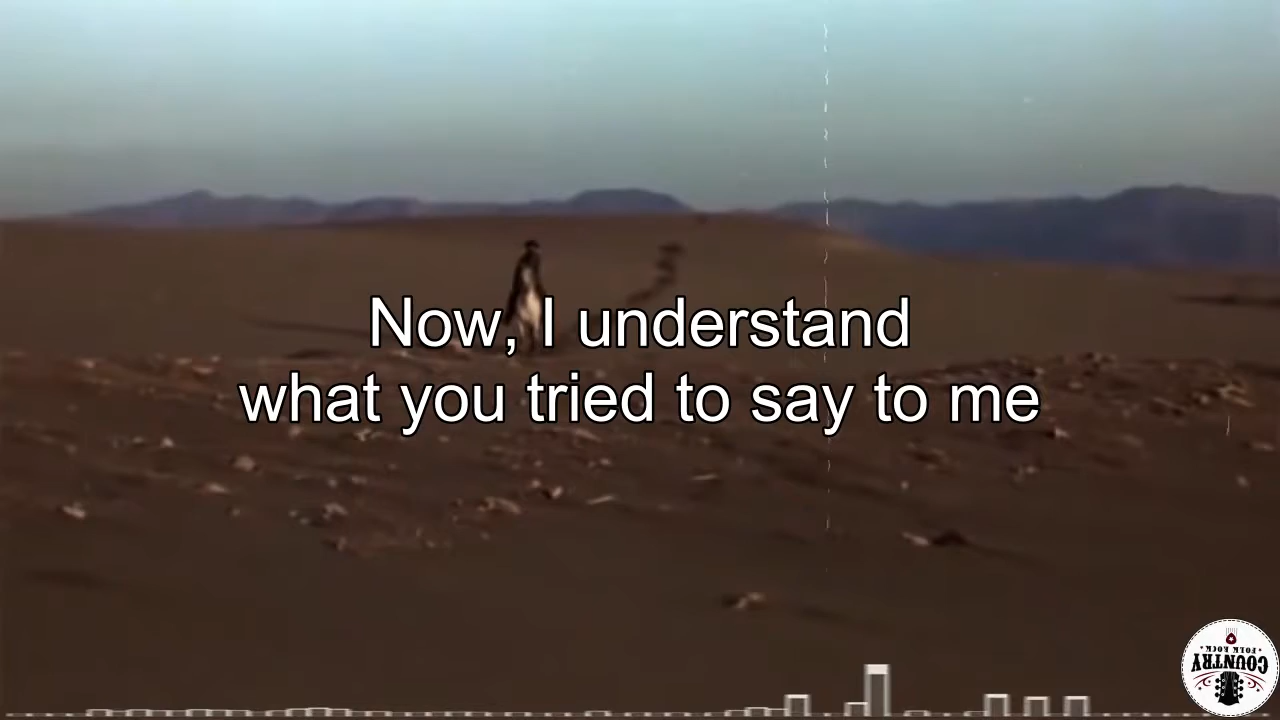 Now, I understand
what you tried to say to me
COUNTRY
• FOLK ROCK •